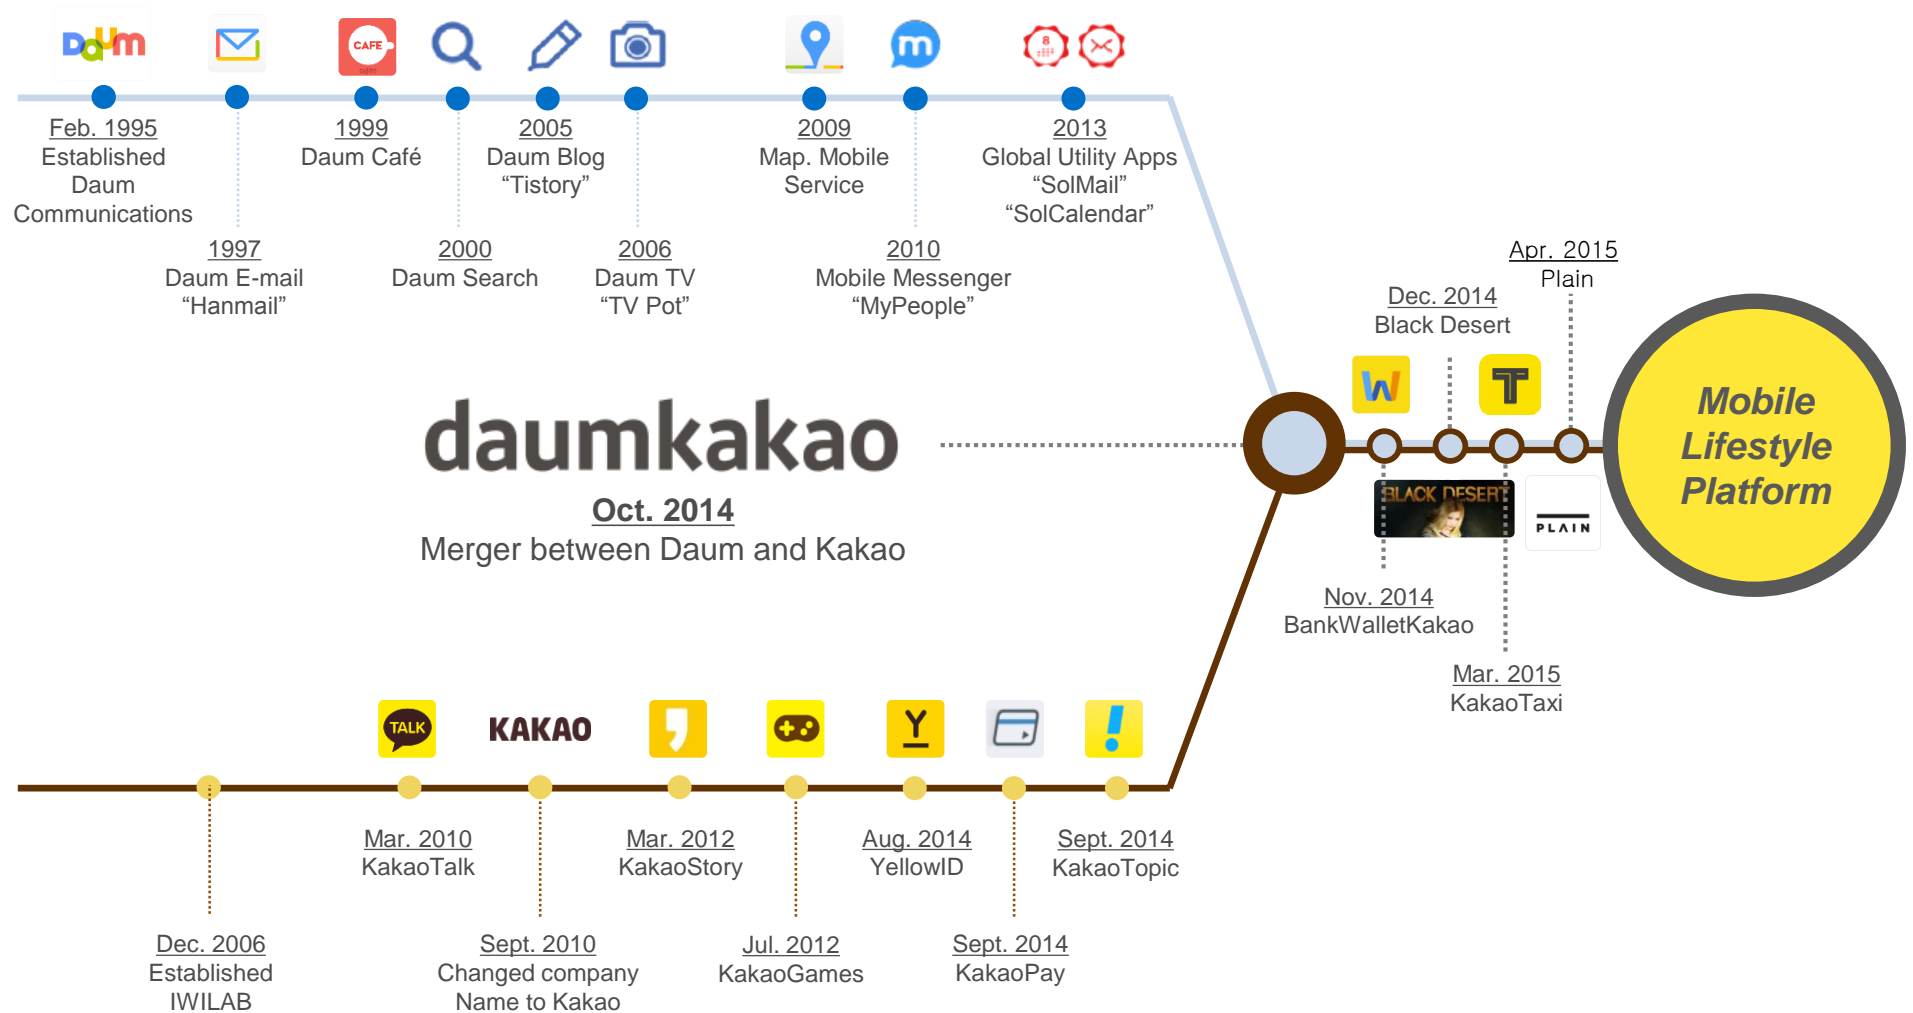 Daum
CAFE
8
m
Feb. 1995
Established
Daum
Communications
1997
Daum E-mail
“Hanmail”
1999
Daum Café
2000
Daum Search
2005
Daum Blog
“Tistory”
2006
Daum TV
“TV Pot”
2009
Map. Mobile
Service
2010
Mobile Messenger
“MyPeople”
2013
Global Utility Apps
“SolMail”
“SolCalendar”
daumkakao
Oct. 2014
Merger between Daum and Kakao
W
Nov. 2014
BankWalletKakao
Dec. 2014
Black Desert
BLACK DESERT
T
Mar. 2015
KakaoTaxi
Apr. 2015
Plain
PLAIN
Mobile
Lifestyle
Platform
TALK
KAKAO
Y
Dec. 2006
Established
IWILAB
Mar. 2010
KakaoTalk
Sept. 2010
Changed company
Name to Kakao
Mar. 2012
KakaoStory
Jul. 2012
KakaoGames
Aug. 2014
YellowID
Sept. 2014
KakaoPay
Sept. 2014
KakaoTopic
!